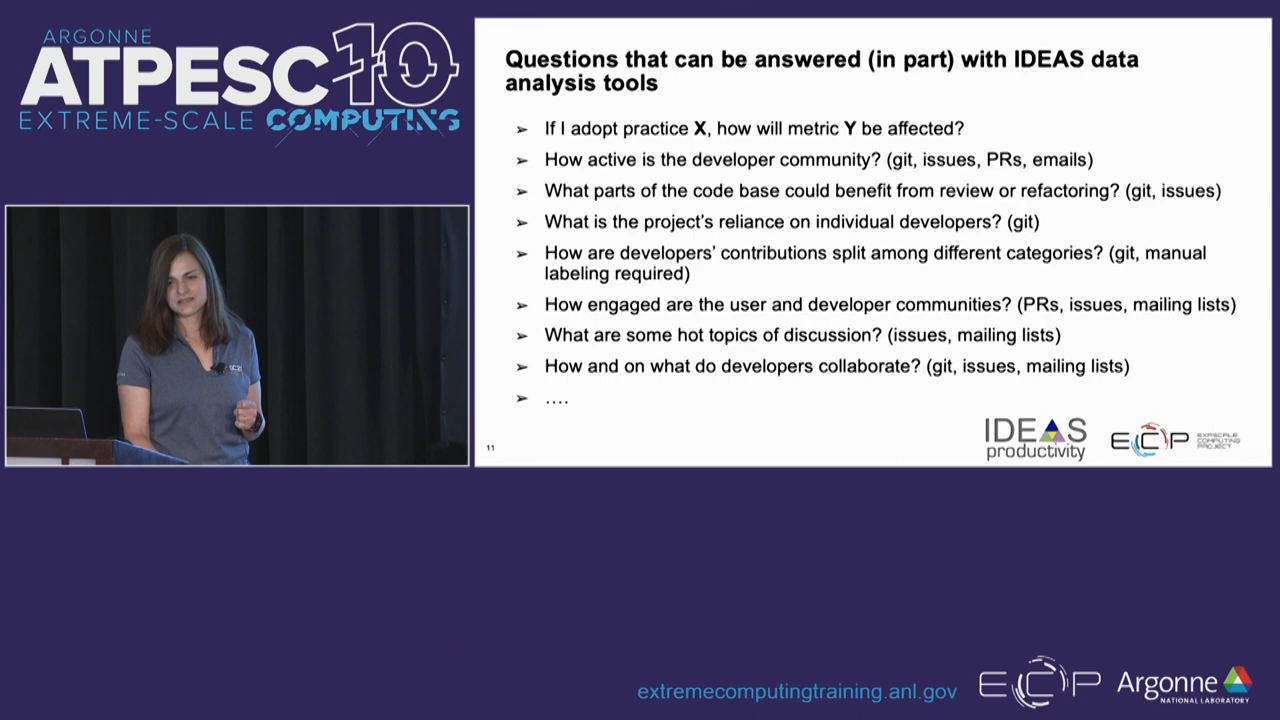 ARGONNE
ATPESC10
EXTREME-SCALE COMPUTING
Questions that can be answered (in part) with IDEAS data
analysis tools
➢ If I adopt practice X, how will metric Y be affected?
➢ How active is the developer community? (git, issues, PRs, emails)
➢ What parts of the code base could benefit from review or refactoring? (git, issues)
➢ What is the project's reliance on individual developers? (git)
➢ How are developers' contributions split among different categories? (git, manual
labeling required)
➢ How engaged are the user and developer communities? (PRs, issues, mailing lists)
➢ What are some hot topics of discussion? (issues, mailing lists)
➢ How and on what do developers collaborate? (git, issues, mailing lists)
➢ ....
11
IDEAS
productivity
ECP
EXASCALE
COMPUTING
PROJECT
extremecomputingtraining.anl.gov
ECP
Argonne
NATIONAL LABORATORY